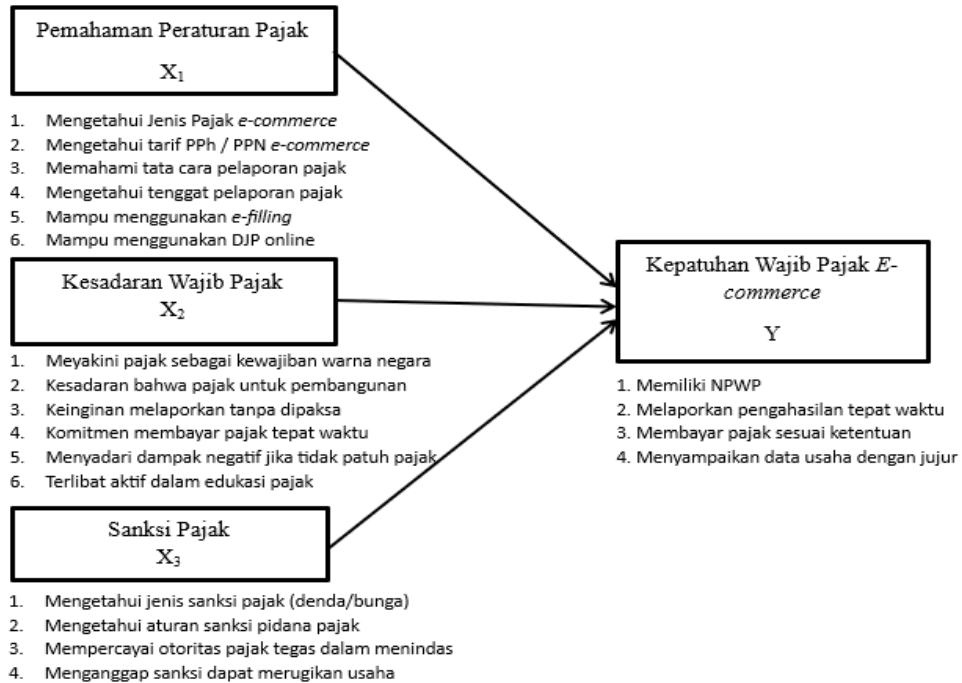 Pemahaman Peraturan Pajak
X₁
1. Mengetahui Jenis Pajak e-commerce
2. Mengetahui tarif PPh / PPN e-commerce
3. Memahami tata cara pelaporan pajak
4. Mengetahui tenggat pelaporan pajak
5. Mampu menggunakan e-filling
6. Mampu menggunakan DJP online
Kesadaran Wajib Pajak
X₂
1. Meyakini pajak sebagai kewajiban warna negara
2. Kesadaran bahwa pajak untuk pembangunan
3. Keinginan melaporkan tanpa dipaksa
4. Komitmen membayar pajak tepat waktu
5. Menyadari dampak negatif jika tidak patuh pajak
6. Terlibat aktif dalam edukasi pajak
Sanksi Pajak
X₃
1. Mengetahui jenis sanksi pajak (denda/bunga)
2. Mengetahui aturan sanksi pidana pajak
3. Mempercayai otoritas pajak tegas dalam menindas
4. Menganggap sanksi dapat merugikan usaha
Kepatuhan Wajib Pajak E-
commerce
Y
1. Memiliki NPWP
2. Melaporkan pengahasilan tepat waktu
3. Membayar pajak sesuai ketentuan
4. Menyampaikan data usaha dengan jujur